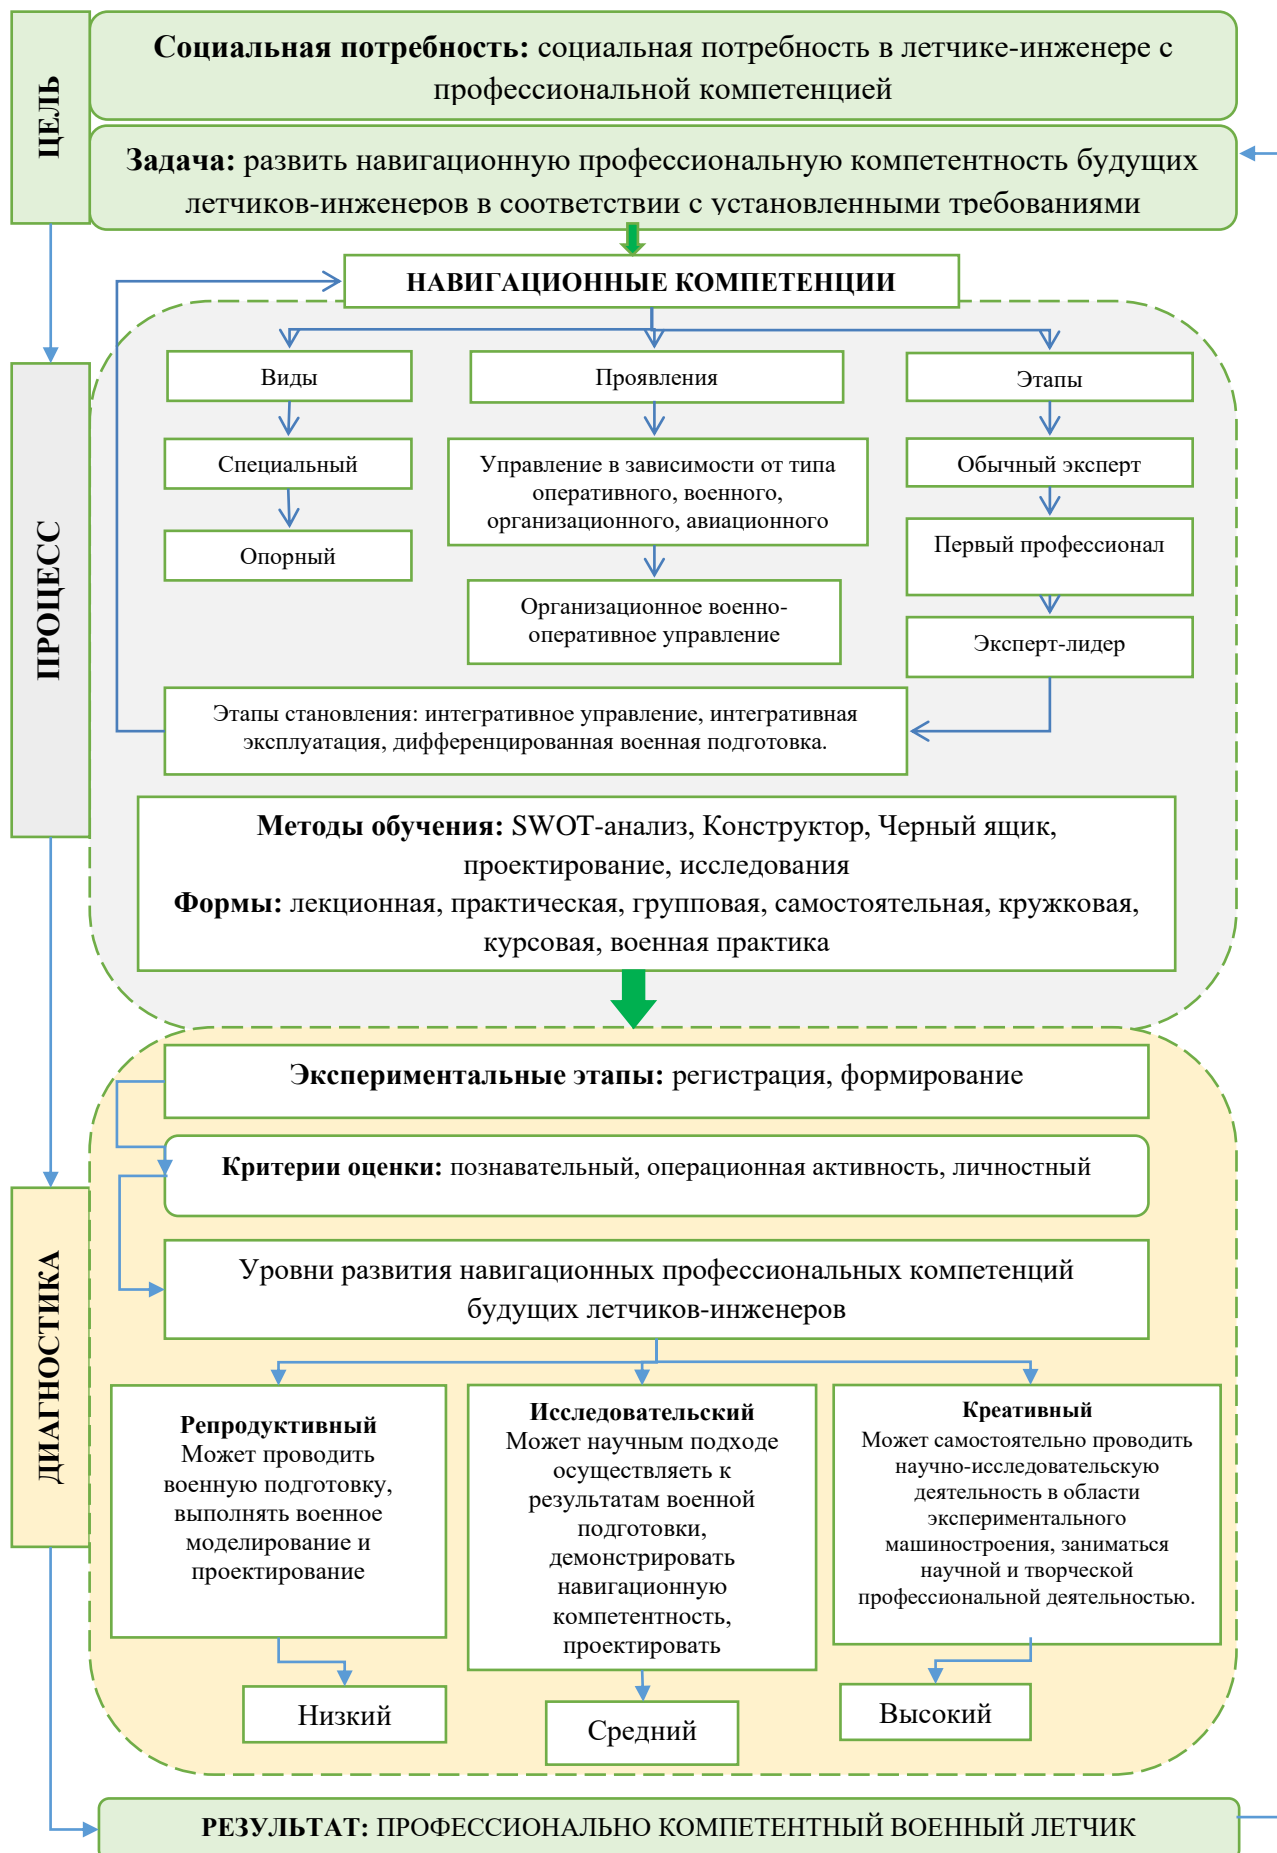 ЦЕЛЬ
Социальная потребность: социальная потребность в летчике-инженере с
профессиональной компетенцией
Задача: развить навигационную профессиональную компетентность будущих
летчиков-инженеров в соответствии с установленными требованиями
НАВИГАЦИОННЫЕ КОМПЕТЕНЦИИ
ПРОЦЕСС
Виды
Специальный
Опорный
Проявления
Управление в зависимости от типа
оперативного, военного,
организационного, авиационного
Организационное военно-
оперативное управление
Этапы
Обычный эксперт
Первый профессионал
Эксперт-лидер
Этапы становления: интегративное управление, интегративная
эксплуатация, дифференцированная военная подготовка.
Методы обучения: SWOT-анализ, Конструктор, Черный ящик,
проектирование, исследования
Формы: лекционная, практическая, групповая, самостоятельная, кружковая,
курсовая, военная практика
ДИАГНОСТИКА
Экспериментальные этапы: регистрация, формирование
Критерии оценки: познавательный, операционная активность, личностный
Уровни развития навигационных профессиональных компетенций
будущих летчиков-инженеров
Репродуктивный
Может проводить
военную подготовку,
выполнять военное
моделирование и
проектирование
Низкий
Исследовательский
Может научным подходе
осуществляеть к
результатам военной
подготовки,
демонстрировать
навигационную
компетентность,
проектировать
Средний
Креативный
Может самостоятельно проводить
научно-исследовательскую
деятельность в области
экспериментального
машиностроения, заниматься
научной и творческой
профессиональной деятельностью.
Высокий
РЕЗУЛЬТАТ: ПРОФЕССИОНАЛЬНО КОМПЕТЕНТНЫЙ ВОЕННЫЙ ЛЕТЧИК